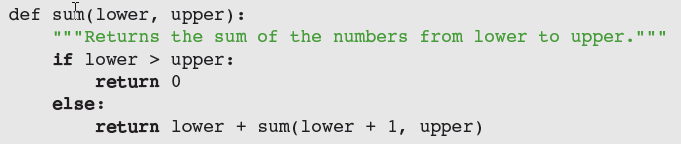 def sum(lower, upper):
    """Returns the sum of the numbers from lower to upper."""
    if lower > upper:
        return 0
    else:
        return lower + sum(lower + 1, upper)